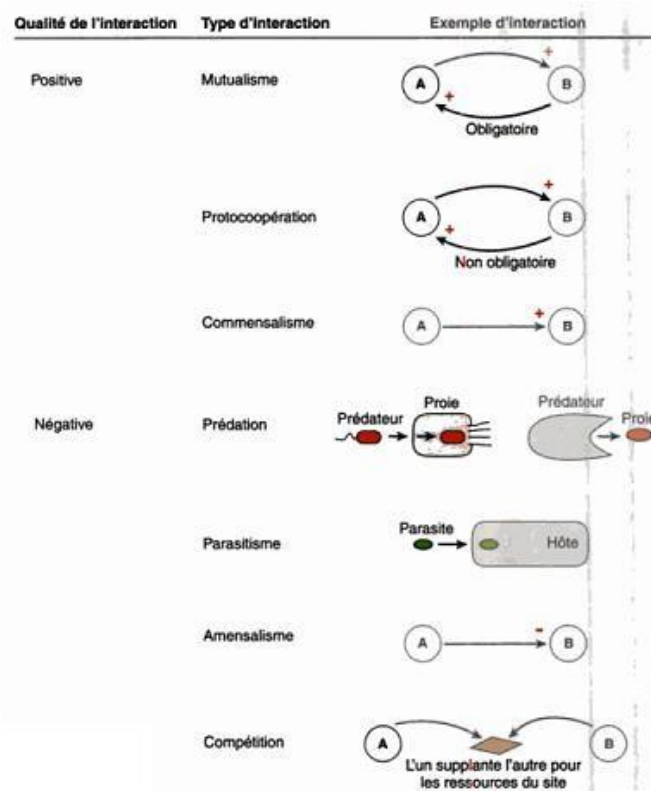 Qualité de l'interaction Type d'interaction Exemple d'interaction
Positive Mutualisme A + + B
Obligatoire
Protocoopération A + + B
Non obligatoire
Commensalisme A + B
Négative Prédation Prédateur Proie Prédateur Proie
Parasitisme Parasite Hôte
Amensalisme A - B
Compétition A B
L'un supplante l'autre pour
les ressources du site